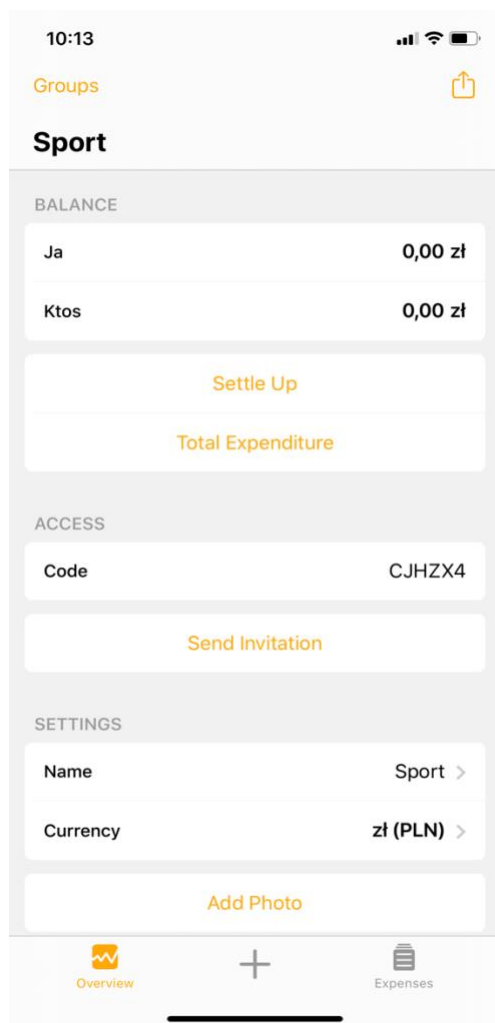 10:13
Groups
Sport
BALANCE
Ja 0,00 zł
Ktos 0,00 zł
Settle Up
Total Expenditure
ACCESS
Code CJHZX4
Send Invitation
SETTINGS
Name Sport
Currency zł (PLN)
Add Photo
Overview Expenses